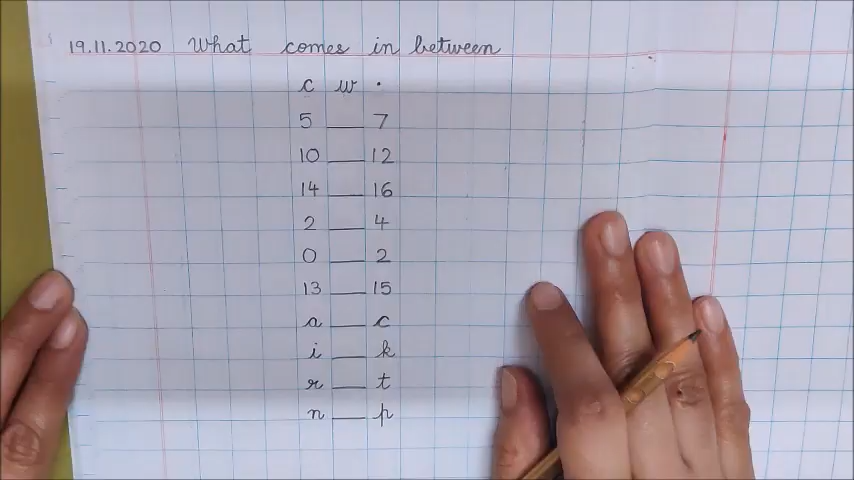 19.11.2020 What comes in between
C W .
5 ___ 7
10 ___ 12
14 ___ 16
2 ___ 4
0 ___ 2
13 ___ 15
a ___ c
i ___ k
r ___ t
n ___ p